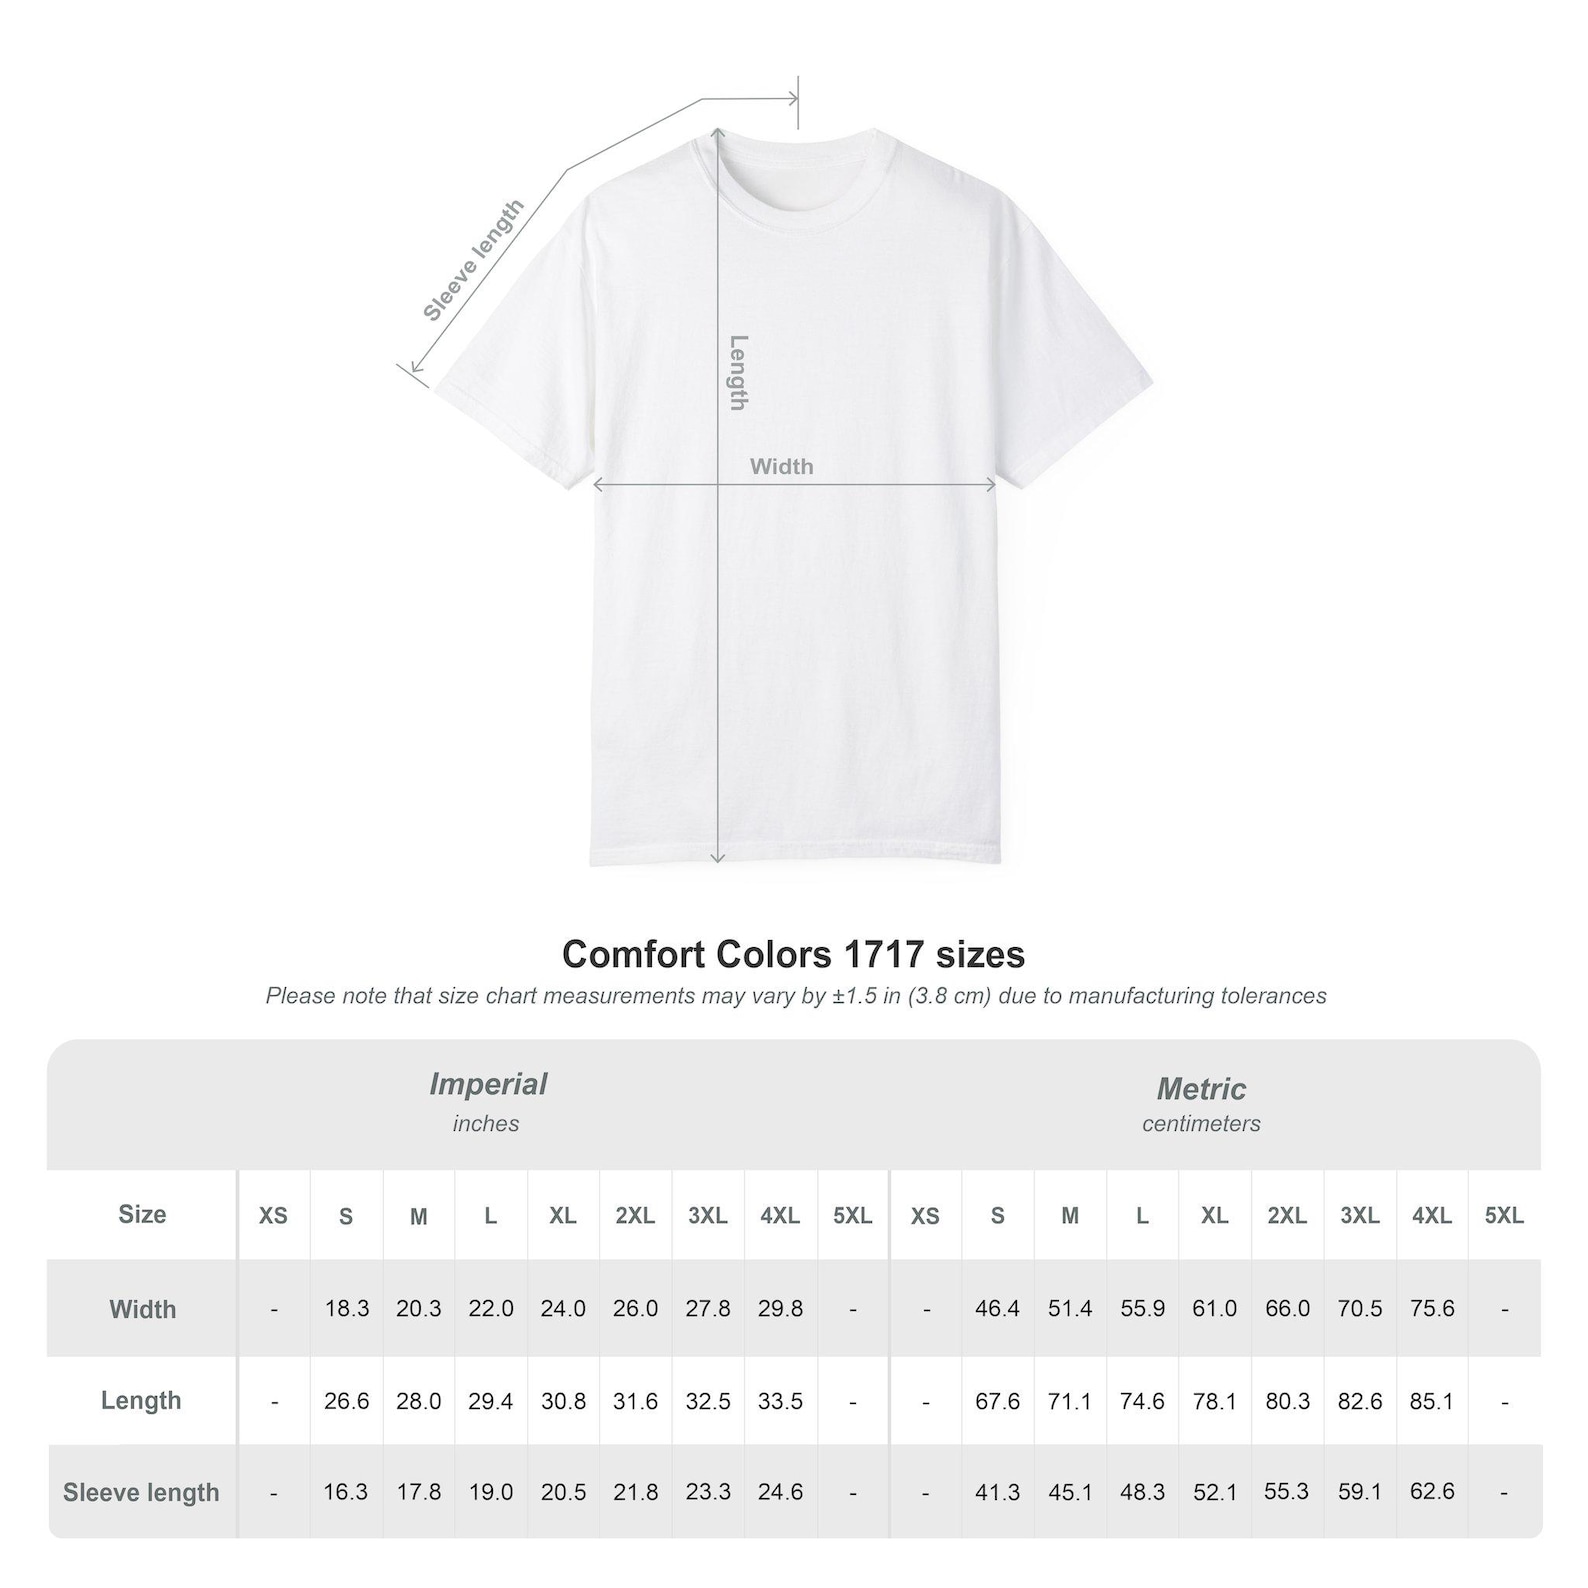 Sleeve length
Length
Width
Comfort Colors 1717 sizes
Please note that size chart measurements may vary by ±1.5 in (3.8 cm) due to manufacturing tolerances
Imperial Metric
inches centimeters
Size XS S M L XL 2XL 3XL 4XL 5XL XS S M L XL 2XL 3XL 4XL 5XL
Width - 18.3 20.3 22.0 24.0 26.0 27.8 29.8 - - 46.4 51.4 55.9 61.0 66.0 70.5 75.6 -
Length - 26.6 28.0 29.4 30.8 31.6 32.5 33.5 - - 67.6 71.1 74.6 78.1 80.3 82.6 85.1 -
Sleeve length - 16.3 17.8 19.0 20.5 21.8 23.3 24.6 - - 41.3 45.1 48.3 52.1 55.3 59.1 62.6 -